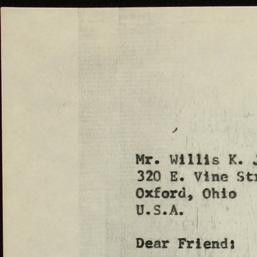 Mr. Willis K.
320 E. Vine
Oxford, Ohio
U.S.A.
Dear Friend: